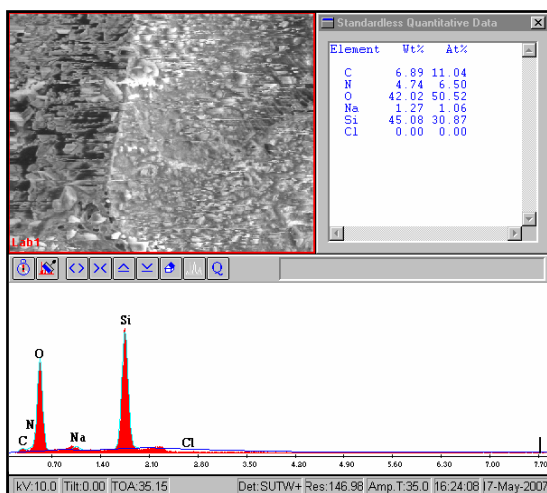 Standardless Quantitative Data
Element Wt% At%
C 6.89 11.04
N 4.74 6.50
O 42.02 50.52
Na 1.27 1.06
Si 45.08 30.87
Cl 0.00 0.00
Lab1
Q
Si
O
N
C
Na
Cl
0.70 1.40 2.10 2.80 3.50 4.20 4.90 5.60 6.30 7.00 7.70
kV:10.0 Tilt:0.00 TOA:35.15 Det:SUTW+ Res:146.98 Amp.T:35.0 16:24:08 17-May-2007